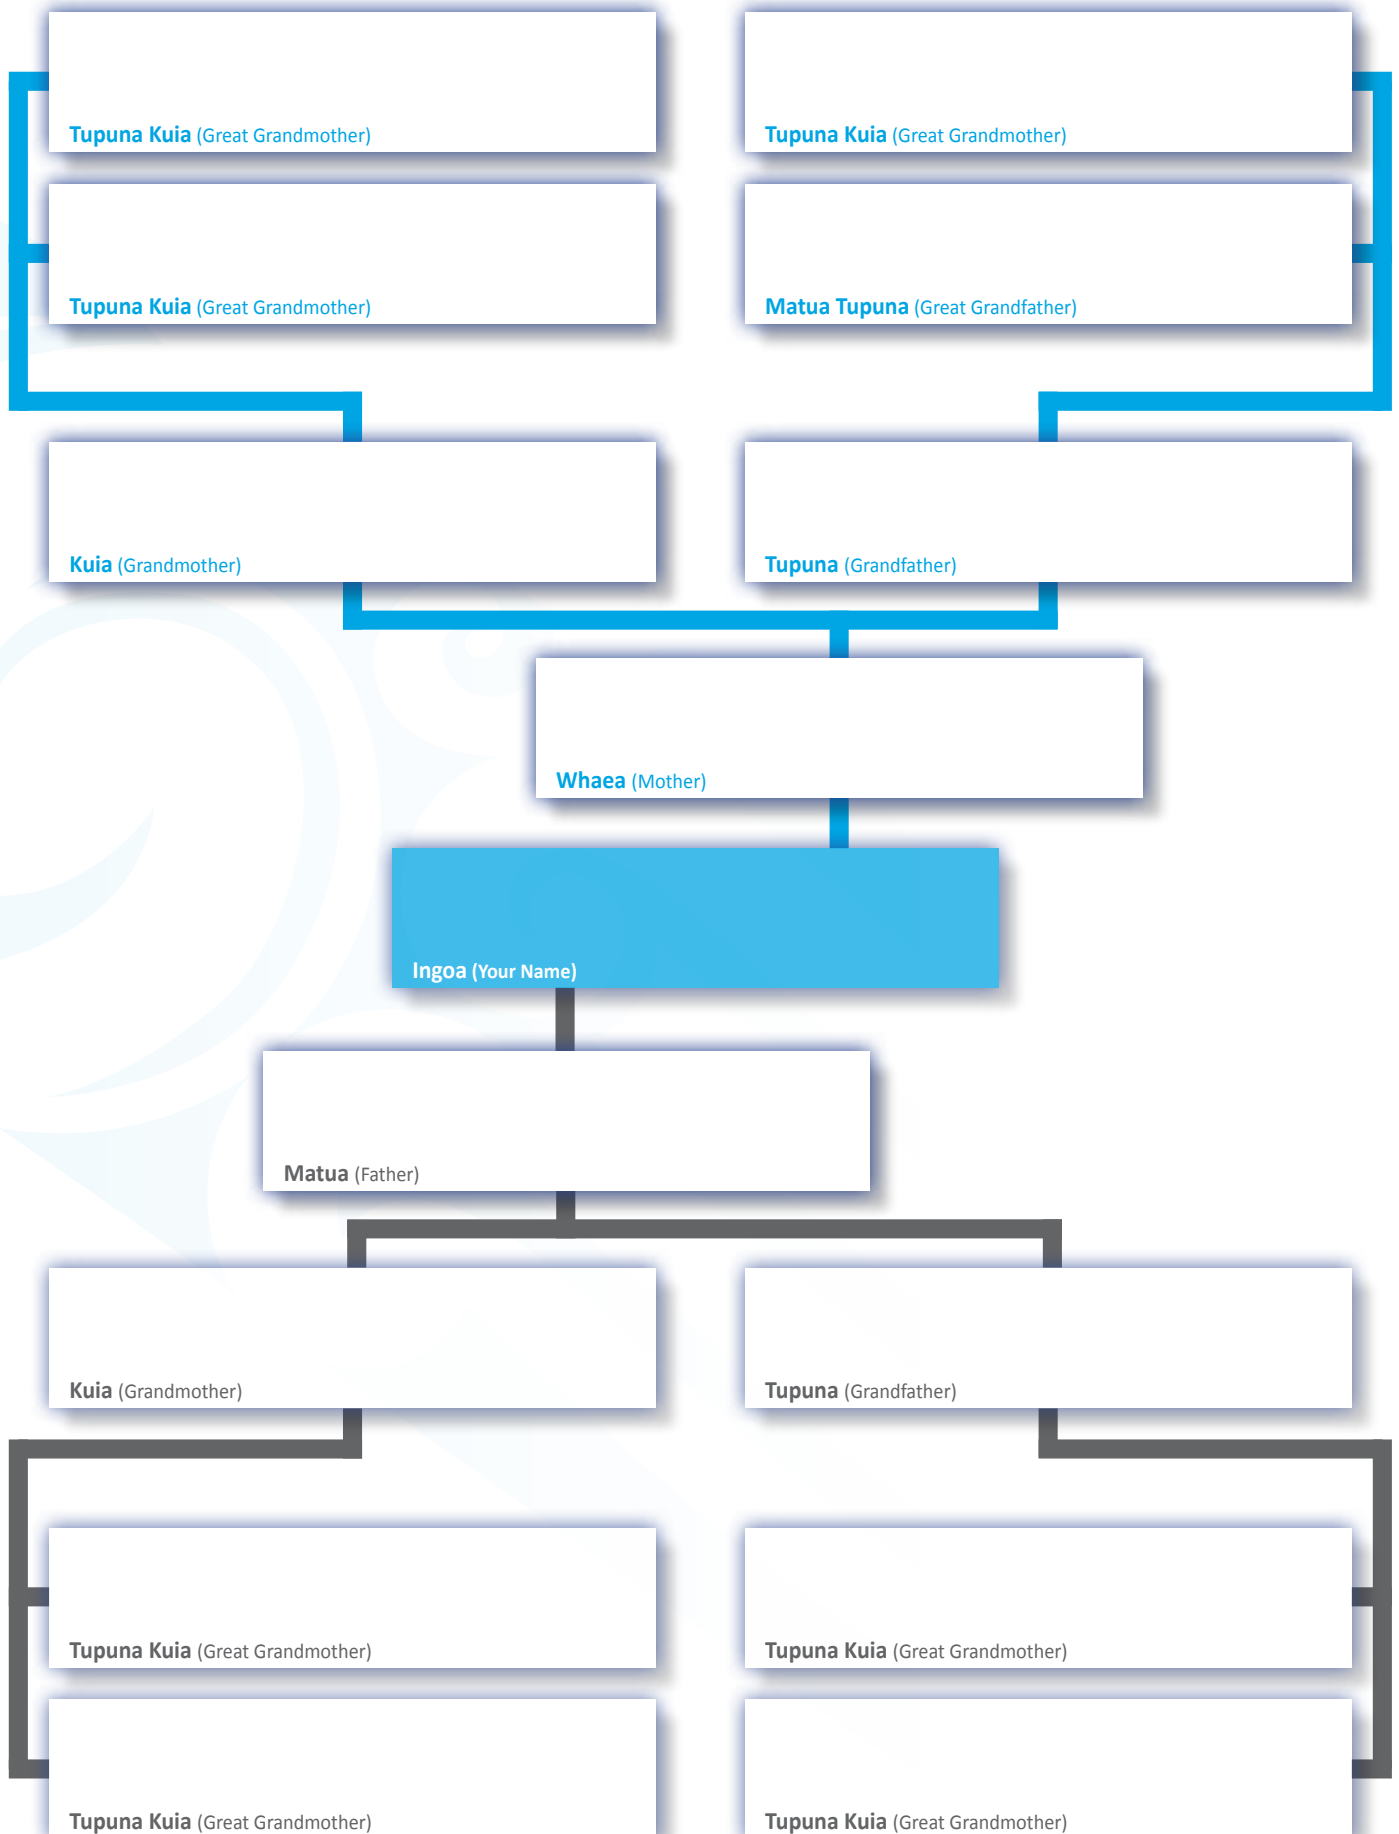 Tupuna Kuia (Great Grandmother)
Tupuna Kuia (Great Grandmother)
Tupuna Kuia (Great Grandmother)
Matua Tupuna (Great Grandfather)
Kuia (Grandmother)
Tupuna (Grandfather)
Whaea (Mother)
Ingoa (Your Name)
Matua (Father)
Kuia (Grandmother)
Tupuna (Grandfather)
Tupuna Kuia (Great Grandmother)
Tupuna Kuia (Great Grandmother)
Tupuna Kuia (Great Grandmother)
Tupuna Kuia (Great Grandmother)